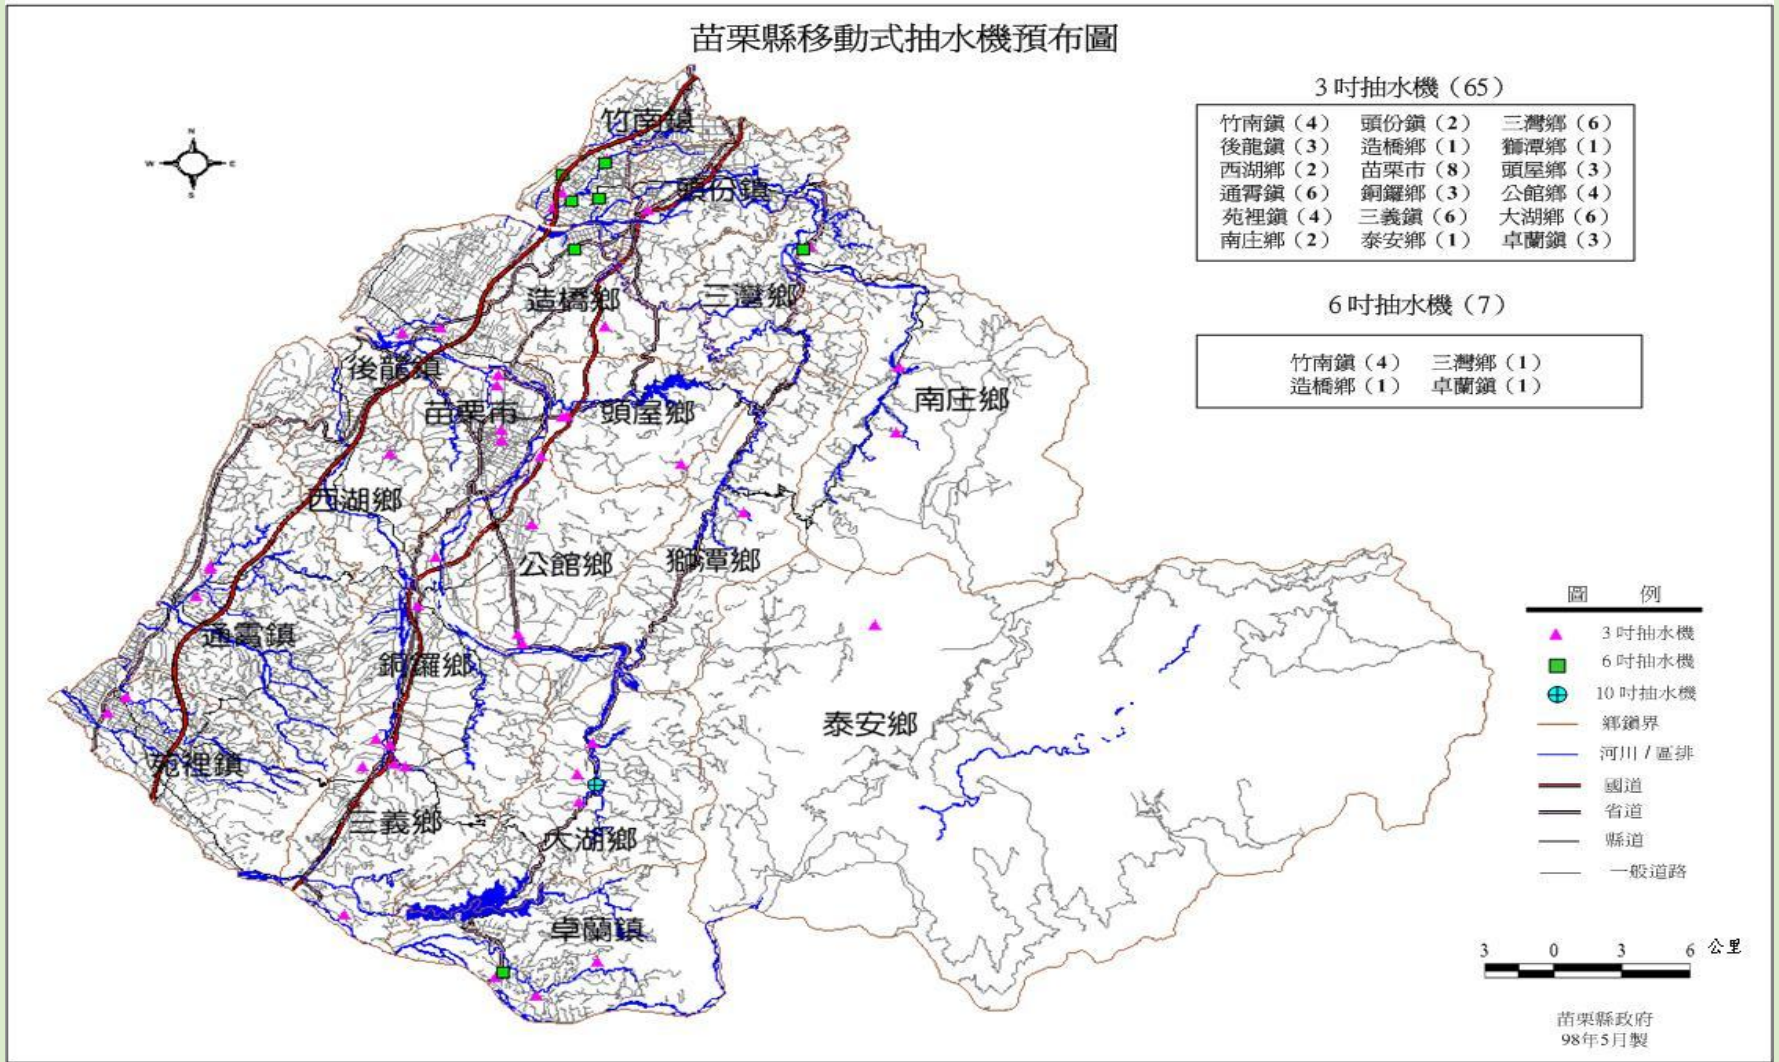 苗栗縣移動式抽水機預布圖
3吋抽水機（65）
竹南鎮（4） 頭份鎮（2） 三灣鄉（6）
後龍鎮（3） 造橋鄉（1） 獅潭鄉（1）
西湖鄉（2） 苗栗市（8） 頭屋鄉（3）
通霄鎮（6） 銅鑼鄉（3） 公館鄉（4）
苑裡鎮（4） 三義鎮（6） 大湖鄉（6）
南庄鄉（2） 泰安鄉（1） 卓蘭鎮（3）
6吋抽水機（7）
竹南鎮（4） 三灣鄉（1）
造橋鄉（1） 卓蘭鎮（1）
N
W E
S
竹南鎮
頭份鎮
造橋鄉
三灣鄉
後龍鎮
苗栗市
頭屋鄉
南庄鄉
西湖鄉
公館鄉
獅潭鄉
通霄鎮
銅鑼鄉
泰安鄉
苑裡鎮
三義鄉
大湖鄉
卓蘭鎮
圖 例
3吋抽水機
6吋抽水機
10吋抽水機
鄉鎮界
河川/區排
國道
省道
縣道
一般道路
3 0 3 6 公里
苗栗縣政府
98年5月製